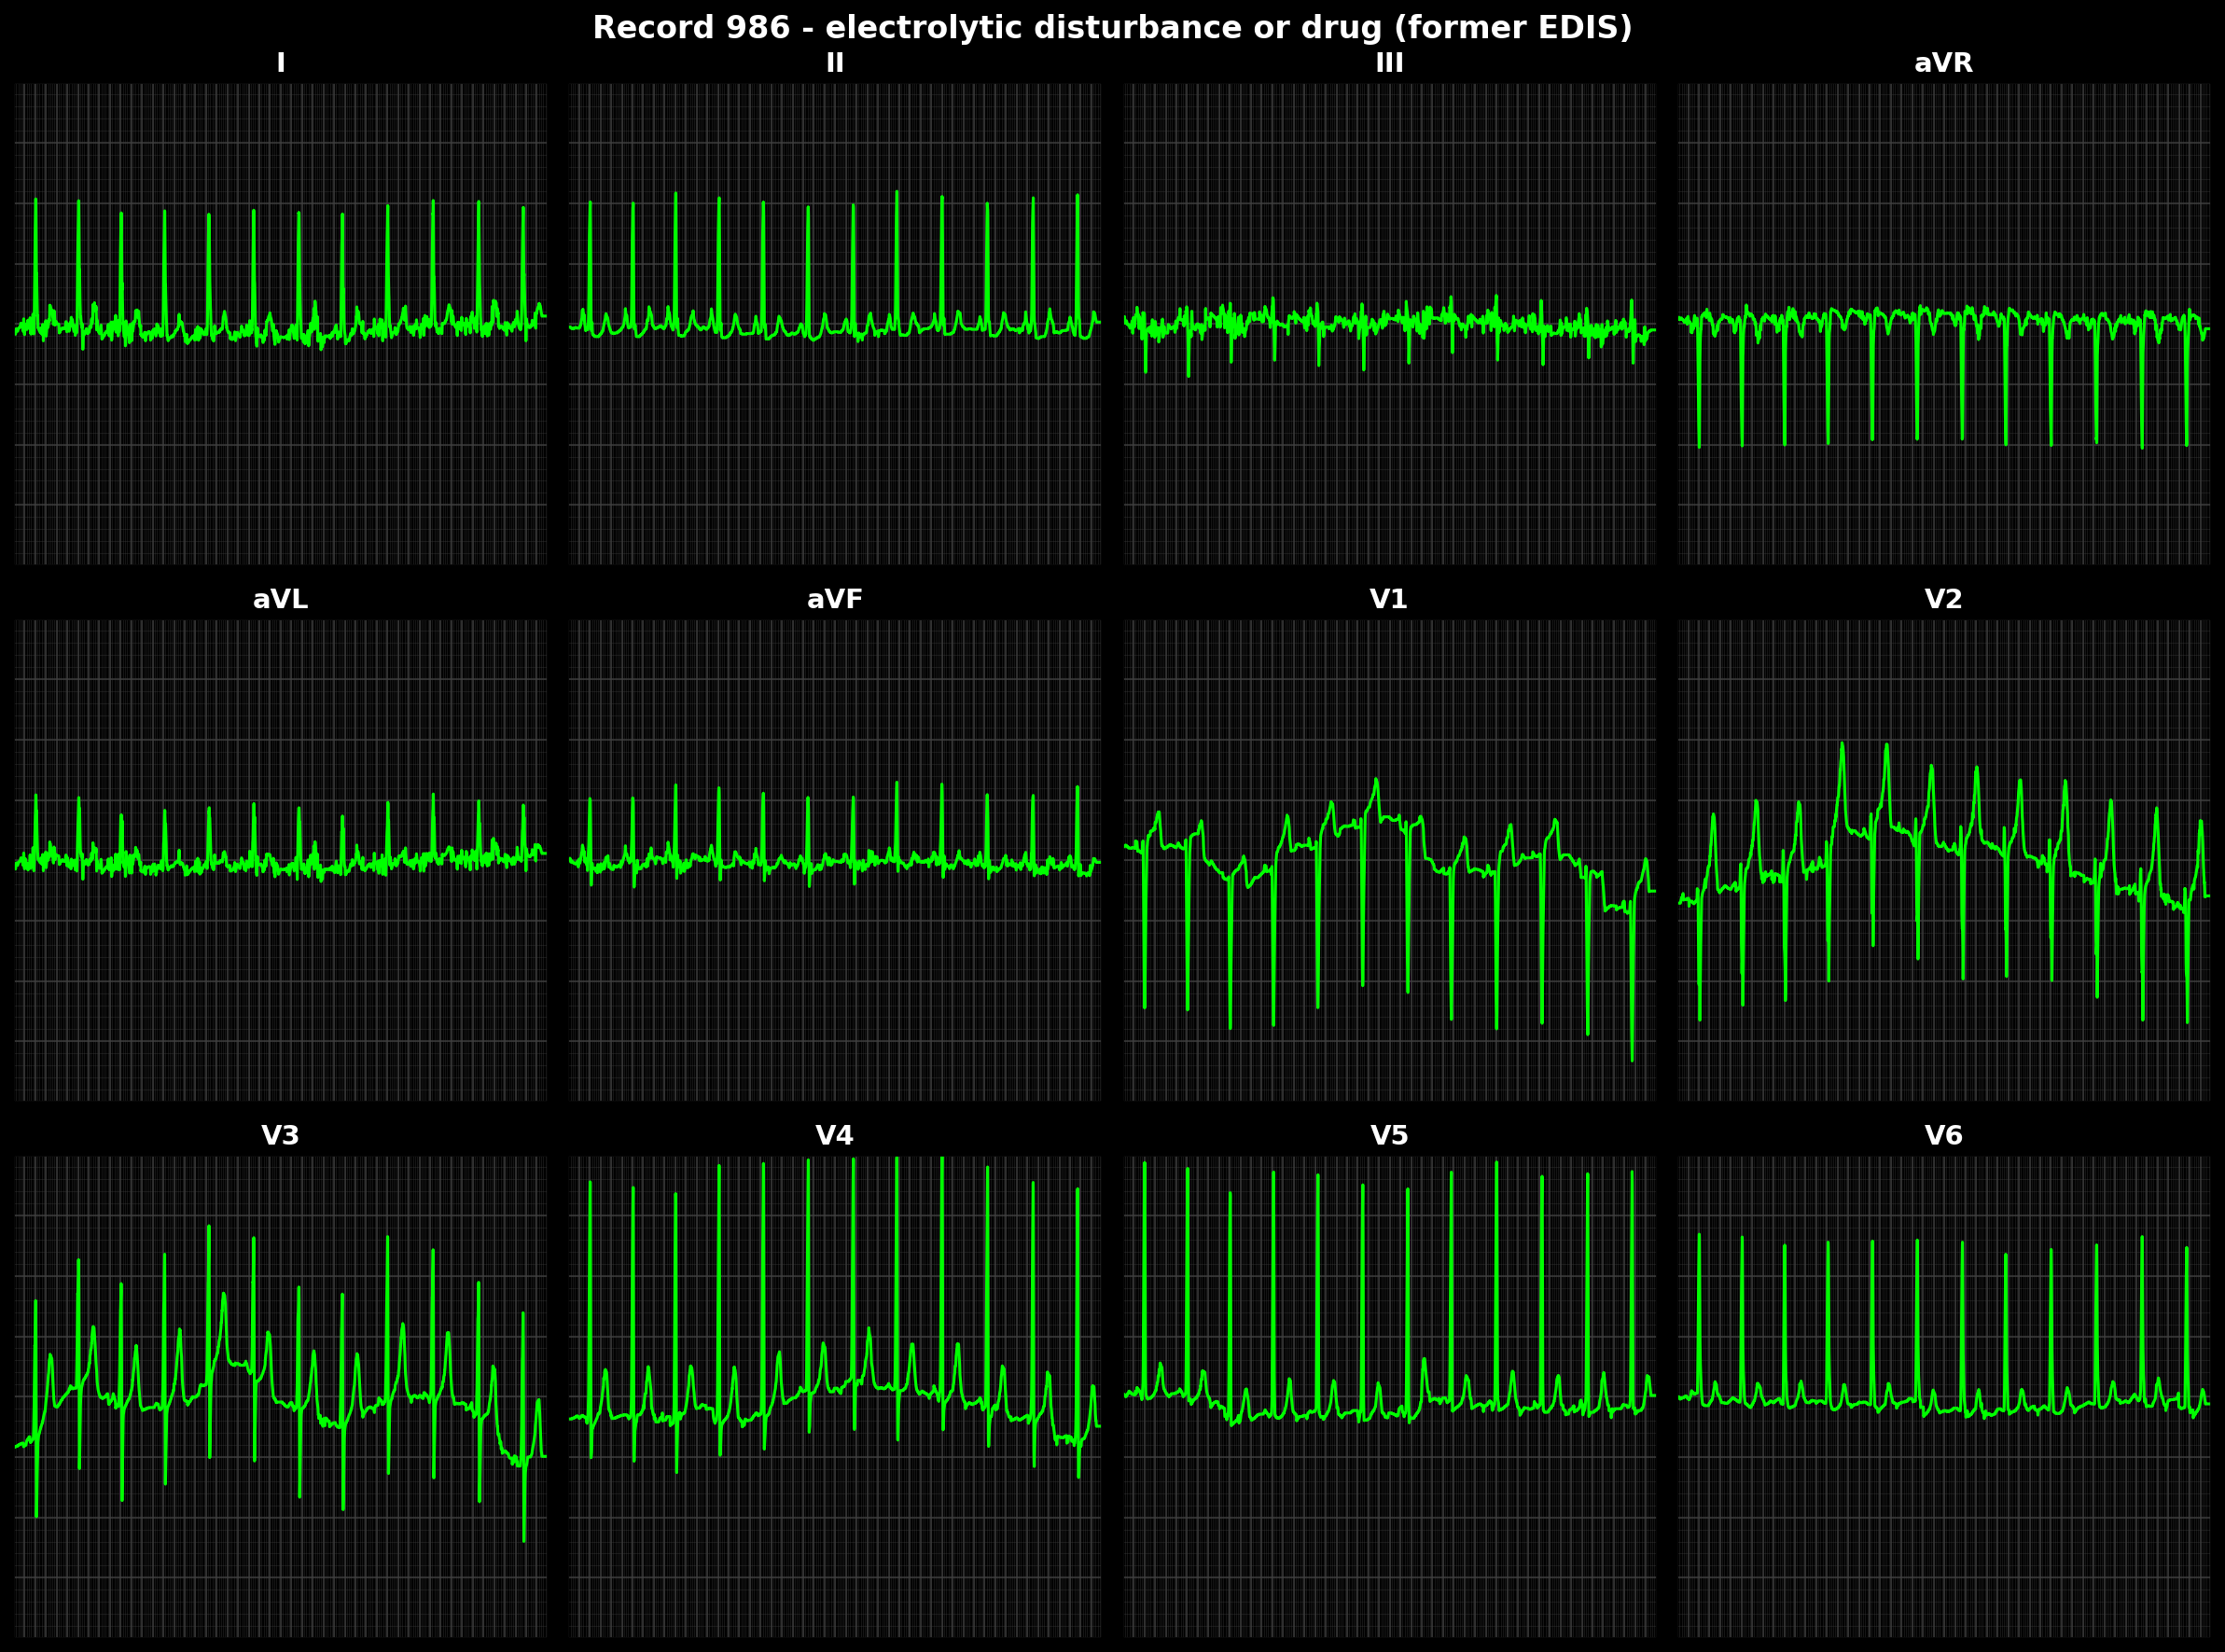 Record 986 - electrolytic disturbance or drug (former EDIS)
I II III aVR
aVL aVF V1 V2
V3 V4 V5 V6